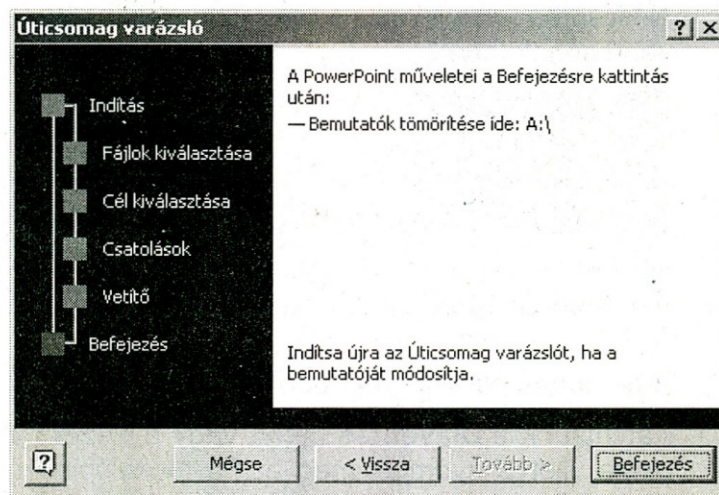 Úticsomag varázsló
Indítás
Fájlok kiválasztása
Cél kiválasztása
Csatolások
Vetítő
Befejezés
A PowerPoint műveletei a Befejezésre kattintás
után:
— Bemutatók tömörítése ide: A:\
Indítsa újra az Úticsomag varázslót, ha a
bemutatóját módosítja.
Mégse
< Vissza
Tovább >
Befejezés